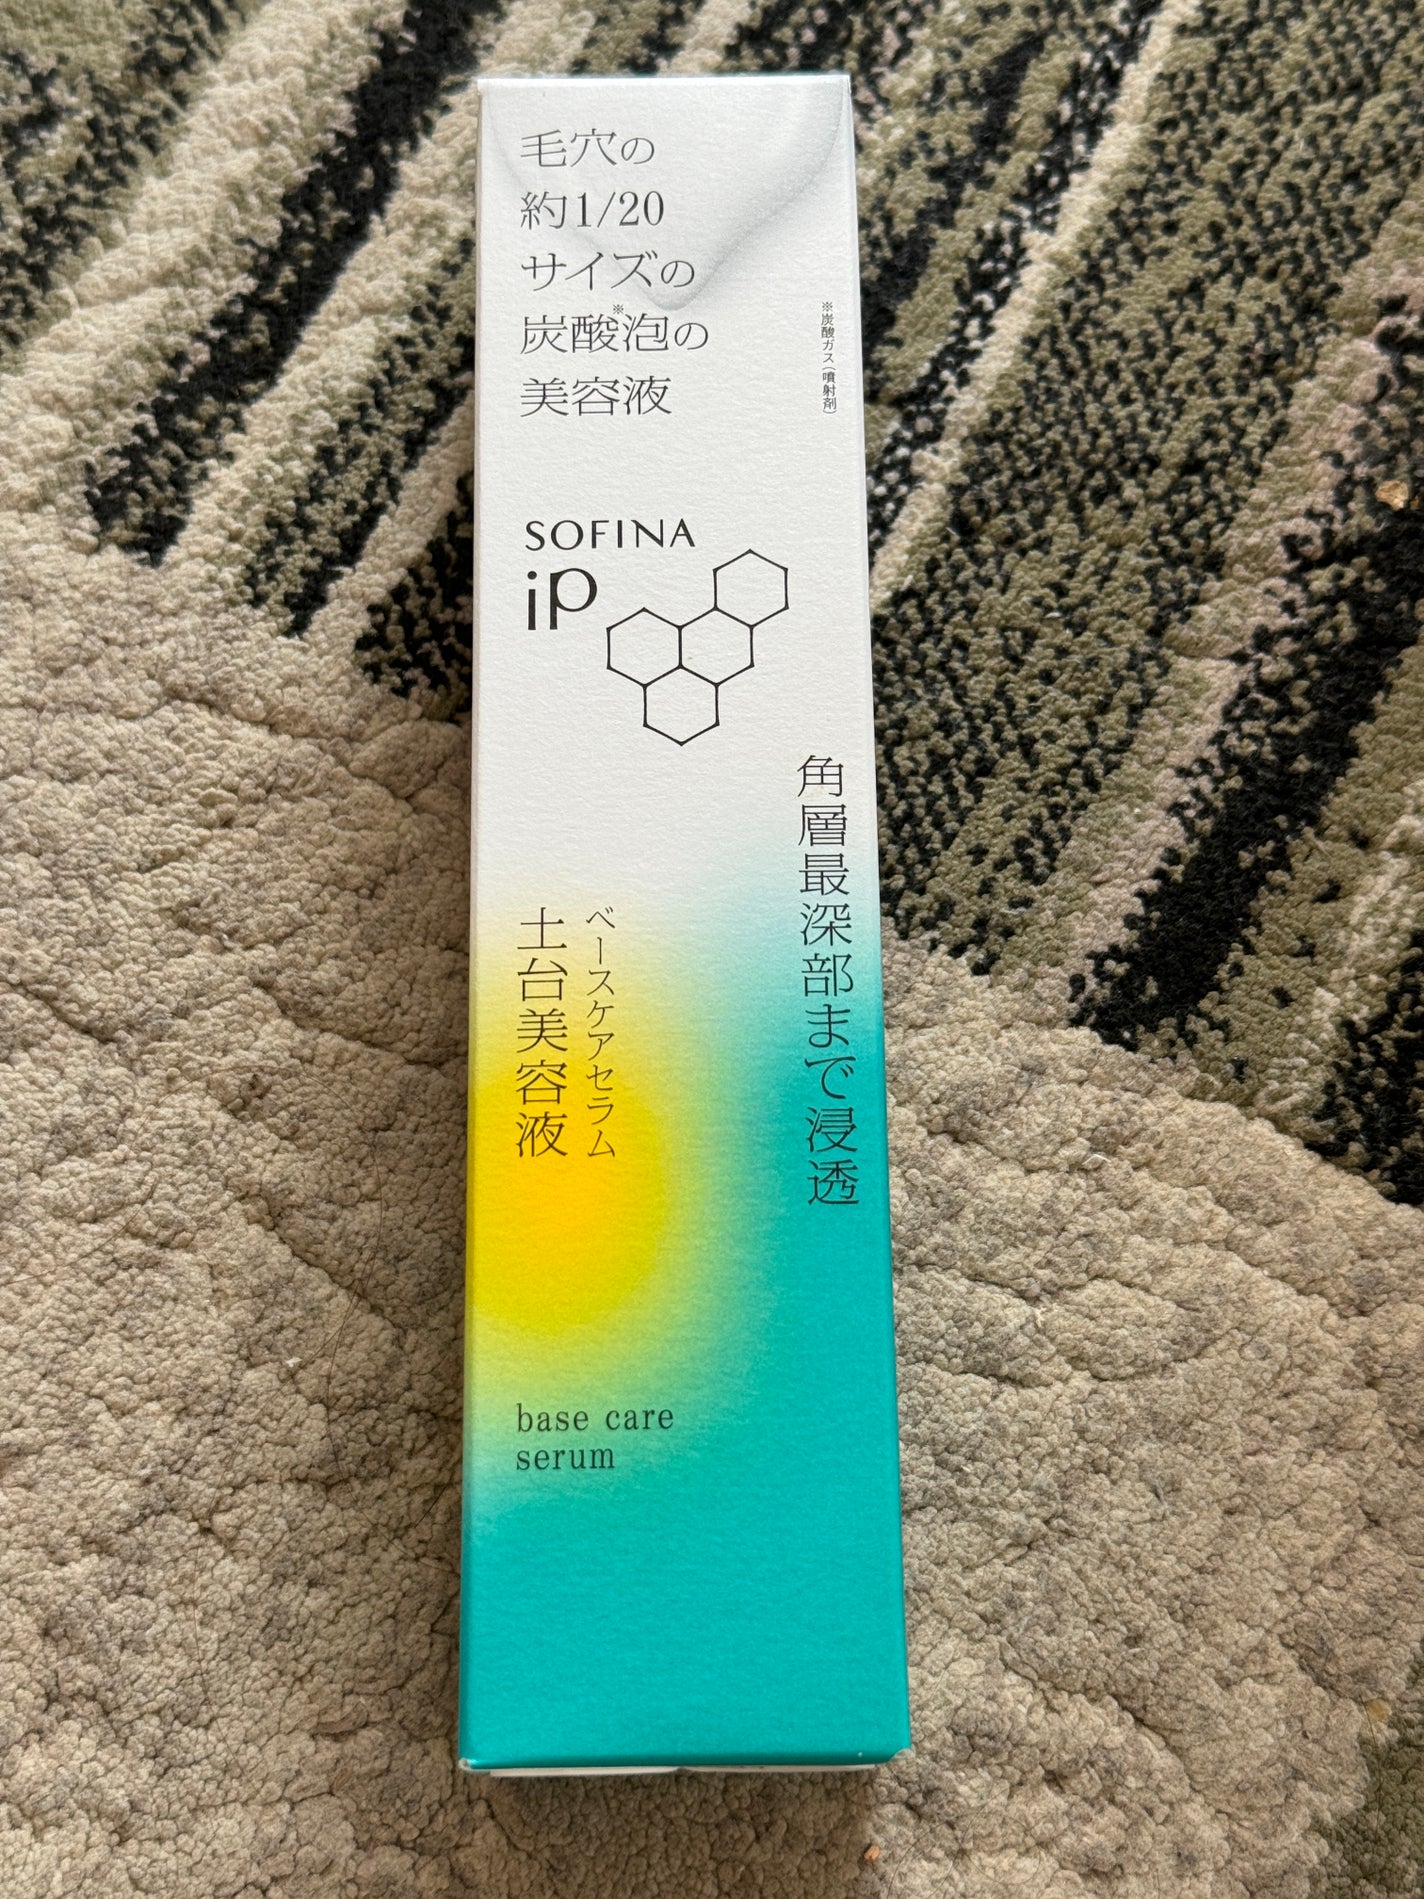 毛穴の
約1/20
サイズの
炭酸※泡の
美容液
※炭酸ガス(噴射剤)
SOFINA
iP
角層最深部まで浸透
ベースケアセラム
土台美容液
base care
serum